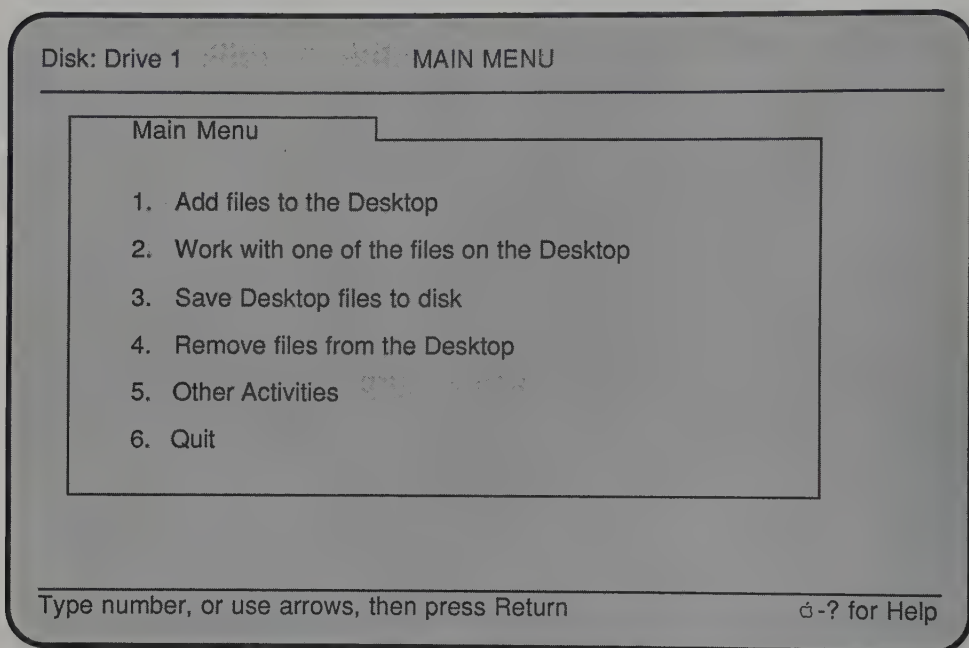 Disk: Drive 1 MAIN MENU
Main Menu
1. Add files to the Desktop
2. Work with one of the files on the Desktop
3. Save Desktop files to disk
4. Remove files from the Desktop
5. Other Activities
6. Quit
Type number, or use arrows, then press Return -? for Help